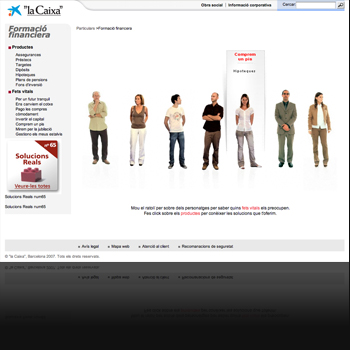 "la Caixa"
Obra social | Informació corporativa
Cercar:
Formació
financera
Particulars >Formació financera
Productes
Assegurances
Préstecs
Targetes
Dipòsits
Hipoteques
Plans de pensions
Fons d'inversió
Fets vitals
Per un futur tranquil
Ens canviem el cotxe
Pago les compres
còmodament
Invertir el capital
Comprem un pis
Mirem per la jubilació
Gestiono els meus estalvis
Comprem
un pis
Hipoteques
nº 65
Solucions
Reals
Veure-les totes
Solucions Reals num65
Solucions Reals num65
Mou el ratolí per sobre dels personatges per saber quins fets vitals els preocupen.
Fes click sobre els productes per conèixer les solucions que t'oferim.
Avís legal
Mapa web
Atenció al client
Recomanacions de seguretat
© "la Caixa", Barcelona 2007. Tots els drets reservats.